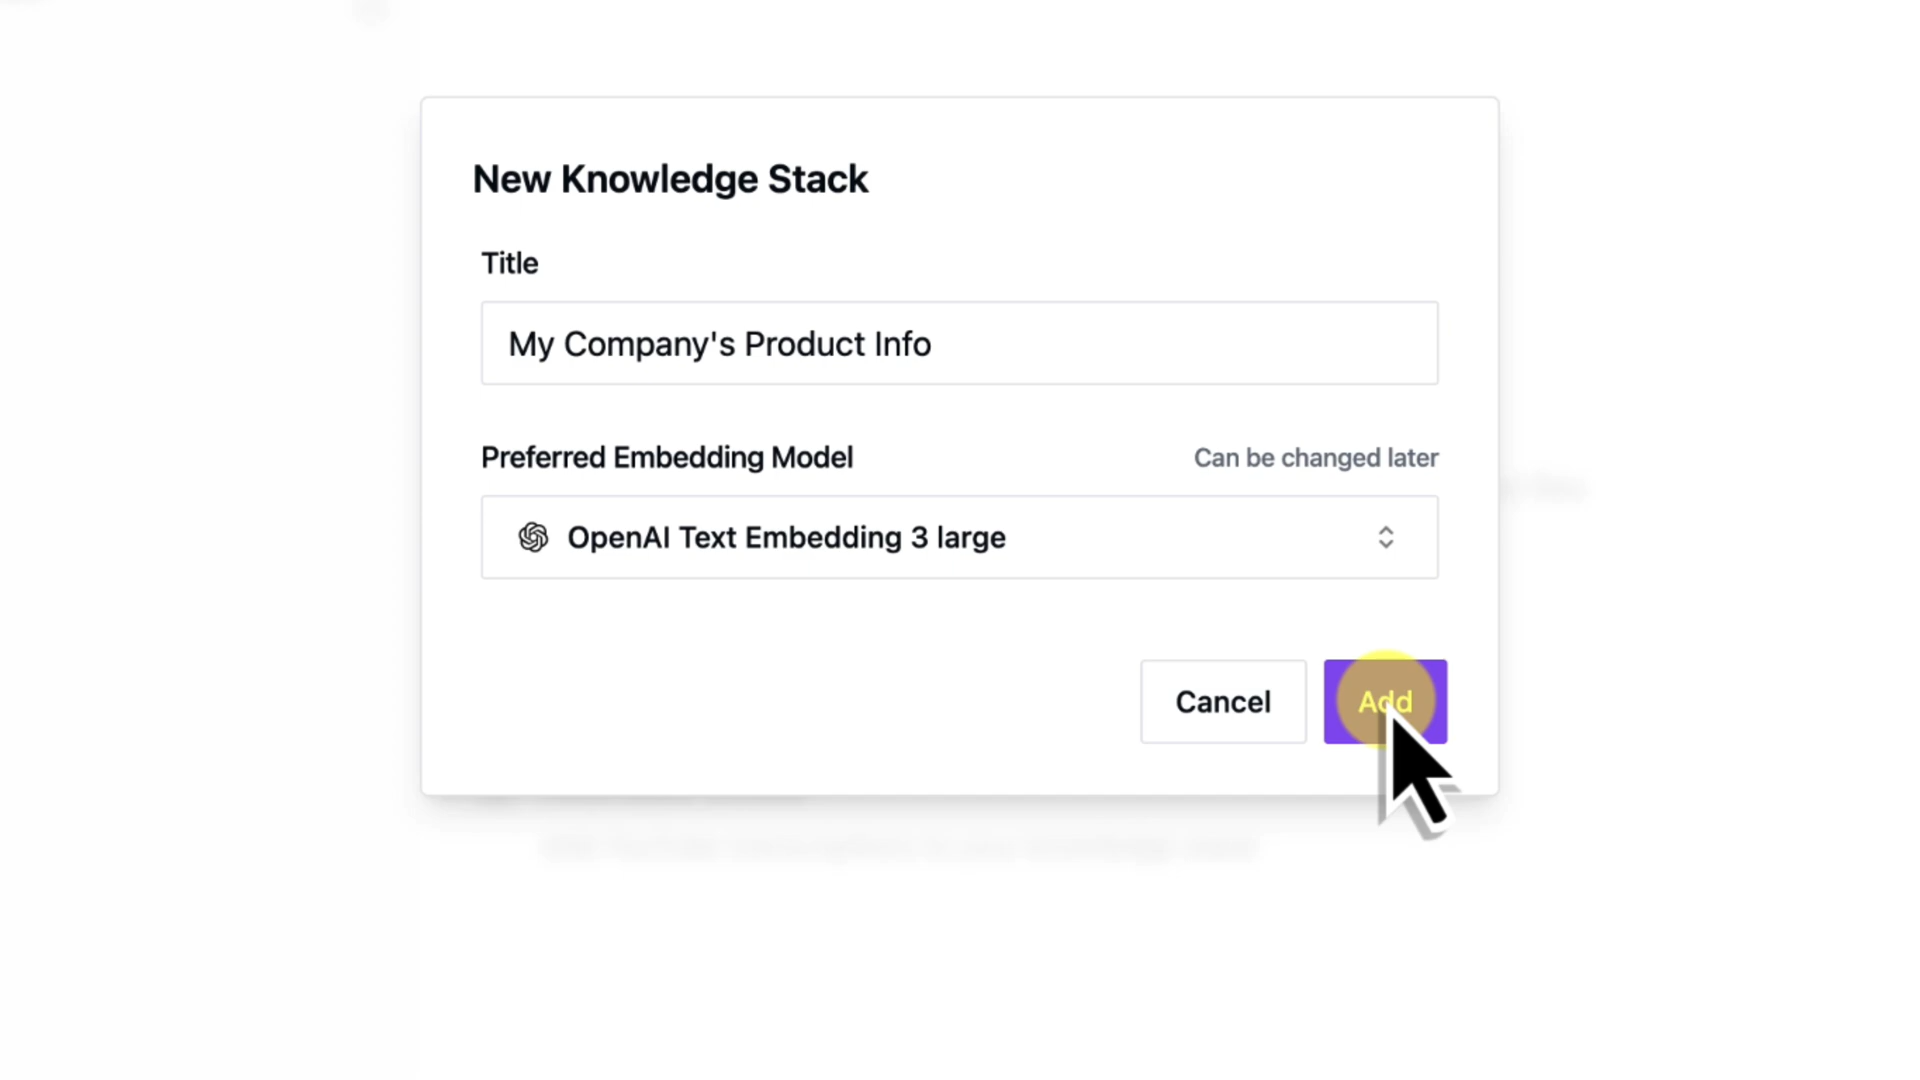 New Knowledge Stack
Title
My Company's Product Info
Preferred Embedding Model
Can be changed later
OpenAI Text Embedding 3 large
Cancel
Add